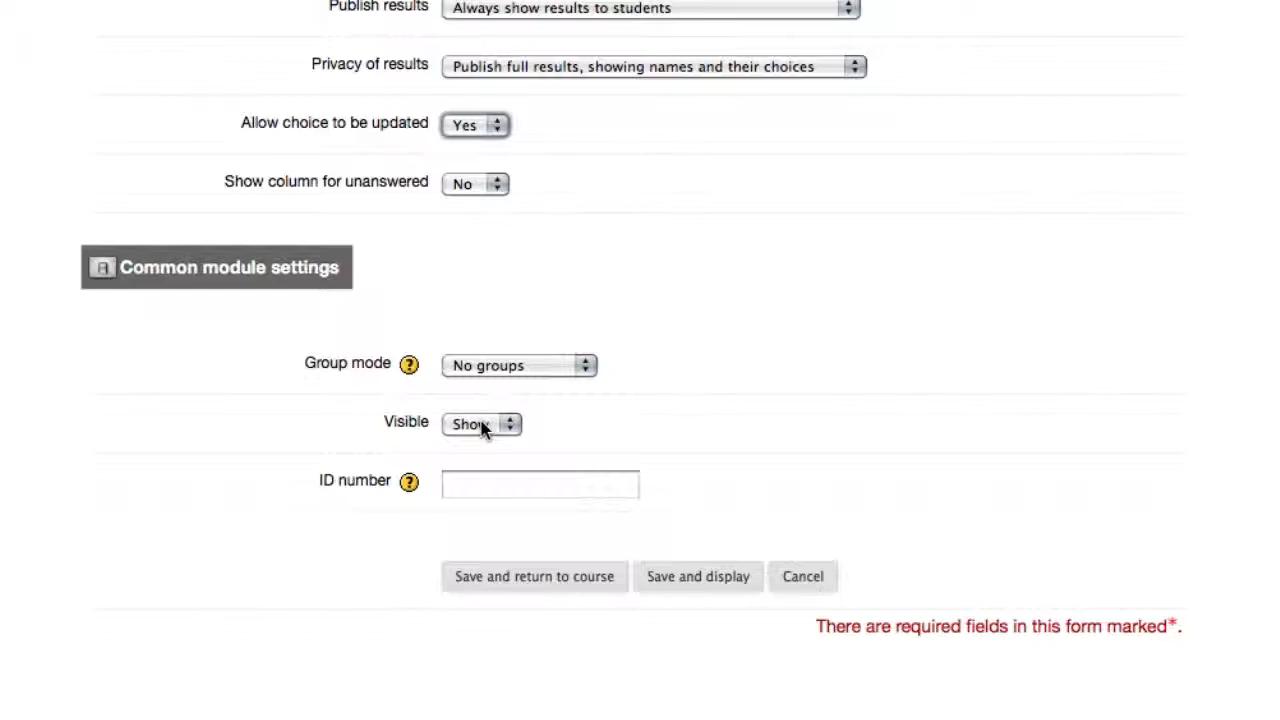 Publish results Always show results to students
Privacy of results Publish full results, showing names and their choices
Allow choice to be updated Yes
Show column for unanswered No
Common module settings
Group mode ? No groups
Visible Show
ID number ?
Save and return to course Save and display Cancel
There are required fields in this form marked*.